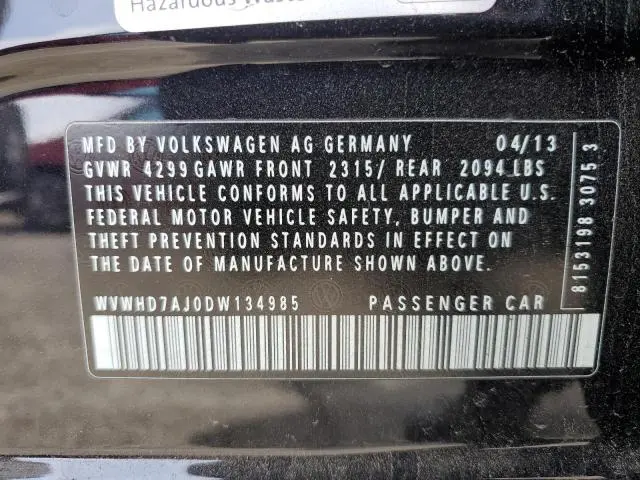 Hazardous Waste
MFD BY VOLKSWAGEN AG GERMANY 04/13
GVWR 4299 GAWR FRONT 2315/ REAR 2094 LBS
THIS VEHICLE CONFORMS TO ALL APPLICABLE U.S.
FEDERAL MOTOR VEHICLE SAFETY, BUMPER AND
THEFT PREVENTION STANDARDS IN EFFECT ON
THE DATE OF MANUFACTURE SHOWN ABOVE.
WVWHD7AJ0DW134985 PASSENGER CAR
8153198 3075 3